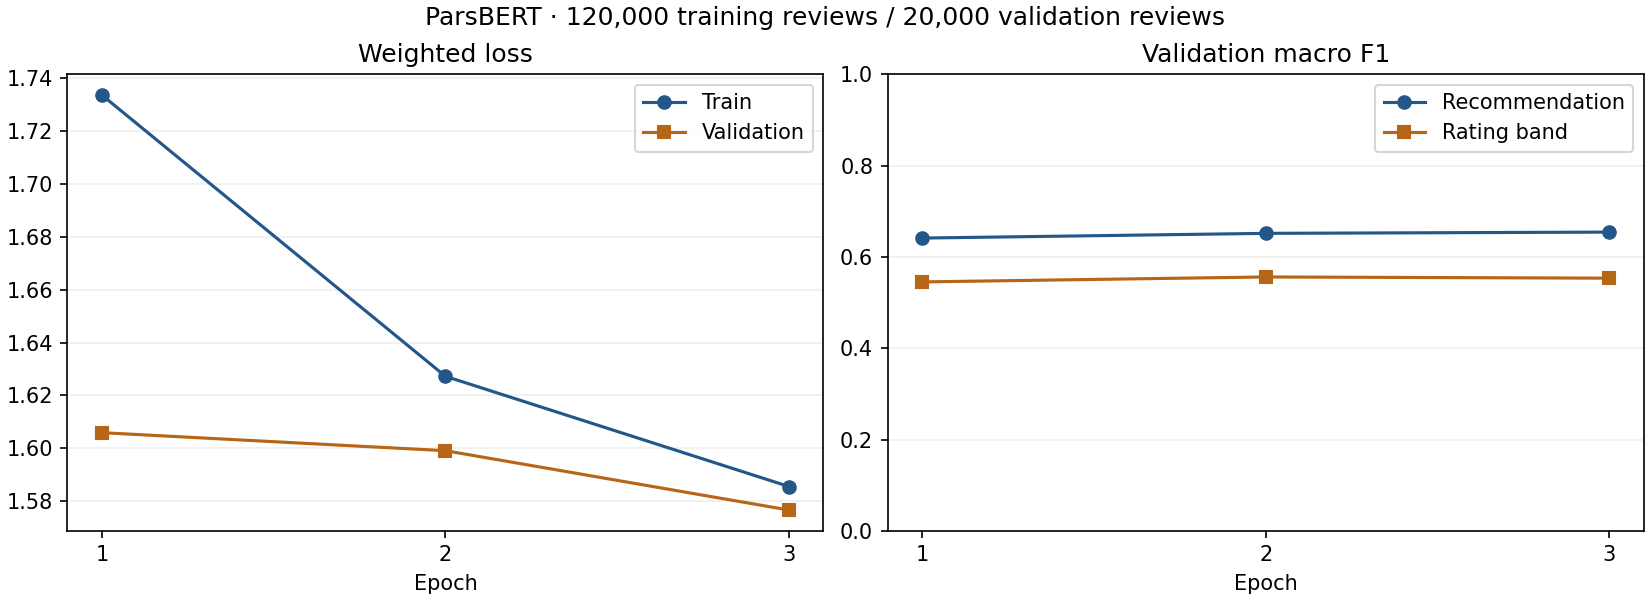 ParsBERT · 120,000 training reviews / 20,000 validation reviews
Weighted loss
1.74
1.72
1.70
1.68
1.66
1.64
1.62
1.60
1.58
Train
Validation
1 2 3
Epoch
Validation macro F1
1.0
0.8
0.6
0.4
0.2
0.0
Recommendation
Rating band
1 2 3
Epoch